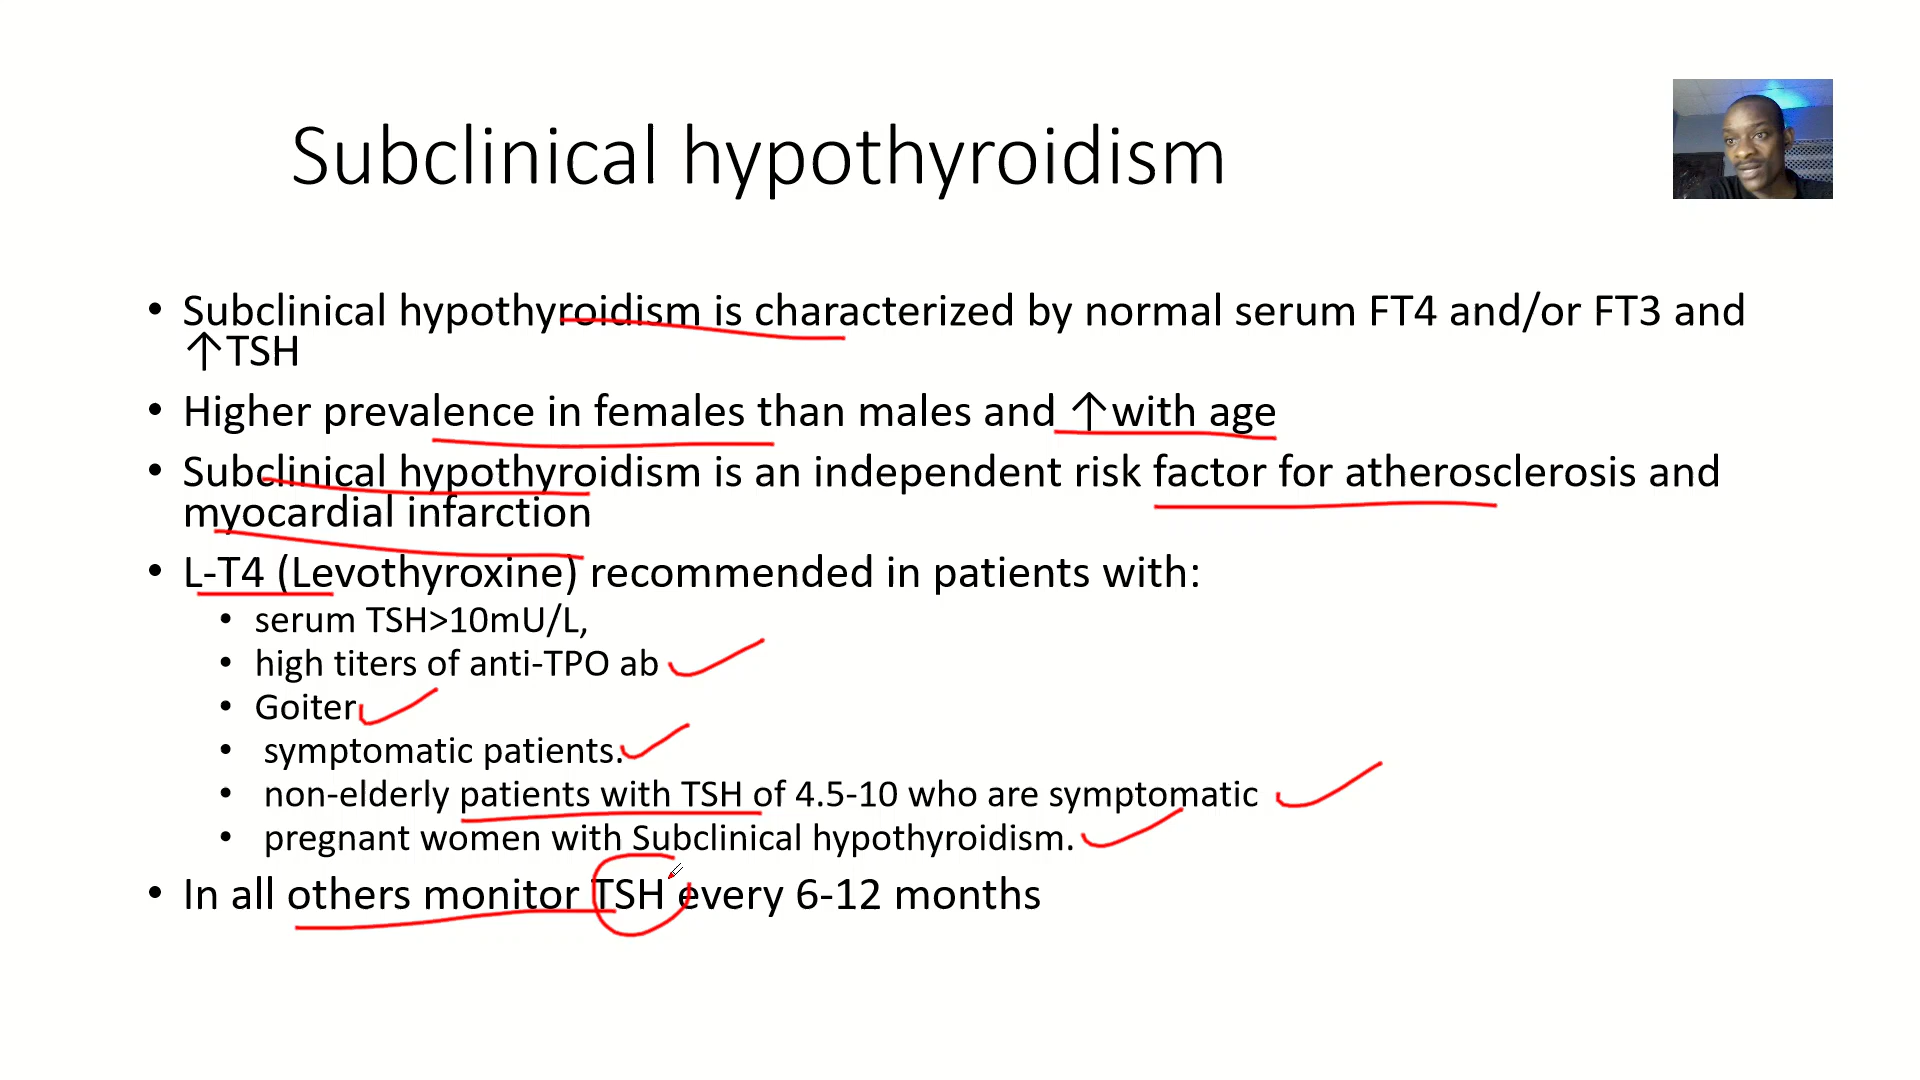 Subclinical hypothyroidism
• Subclinical hypothyroidism is characterized by normal serum FT4 and/or FT3 and
↑TSH
• Higher prevalence in females than males and ↑with age
• Subclinical hypothyroidism is an independent risk factor for atherosclerosis and
myocardial infarction
• L-T4 (Levothyroxine) recommended in patients with:
• serum TSH>10mU/L,
• high titers of anti-TPO ab
• Goiter
• symptomatic patients.
• non-elderly patients with TSH of 4.5-10 who are symptomatic
• pregnant women with Subclinical hypothyroidism.
• In all others monitor TSH every 6-12 months